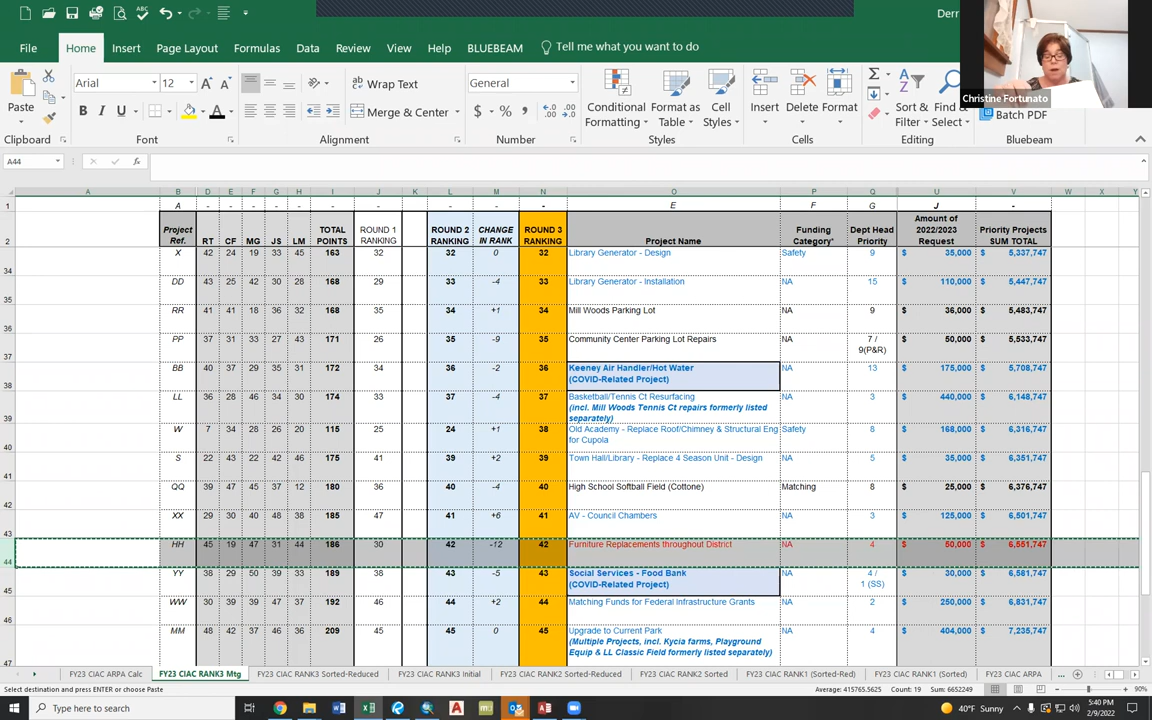 Derr
File Home Insert Page Layout Formulas Data Review View Help BLUEBEAM Tell me what you want to do
Christine Fortunato
Paste Arial 12 Wrap Text General Conditional Formatting Format as Table Cell Styles Insert Delete Format Sort & Filter Find & Select Batch PDF
B I U Merge & Center $ % ,
Clipboard Font Alignment Number Styles Cells Editing Bluebeam
A44 fx
A B D E F G H I J K L M N O P Q U V W X Y
1 A - - - - - - - - - - - E F G J -
2 Project Ref. RT CF MG JS LM TOTAL POINTS ROUND 1 RANKING ROUND 2 RANKING CHANGE IN RANK ROUND 3 RANKING Project Name Funding Category* Dept Head Priority Amount of 2022/2023 Request Priority Projects SUM TOTAL
34 X 42 24 19 33 45 163 32 32 0 32 Library Generator - Design Safety 9 $ 35,000 $ 5,337,747
35 DD 43 25 42 30 28 168 29 33 -4 33 Library Generator - Installation NA 15 $ 110,000 $ 5,447,747
36 RR 41 41 18 36 32 168 35 34 +1 34 Mill Woods Parking Lot NA 9 $ 36,000 $ 5,483,747
37 PP 37 31 33 27 43 171 26 35 -9 35 Community Center Parking Lot Repairs NA 7 / 9(P&R) $ 50,000 $ 5,533,747
38 BB 40 37 29 35 31 172 34 36 -2 36 Keeney Air Handler/Hot Water (COVID-Related Project) NA 13 $ 175,000 $ 5,708,747
39 LL 36 28 46 34 30 174 33 37 -4 37 Basketball/Tennis Ct Resurfacing (incl. Mill Woods Tennis Ct repairs formerly listed separately) NA 3 $ 440,000 $ 6,148,747
40 W 7 34 28 26 20 115 25 24 +1 38 Old Academy - Replace Roof/Chimney & Structural Eng for Cupola Safety 8 $ 168,000 $ 6,316,747
41 S 22 43 22 42 46 175 41 39 +2 39 Town Hall/Library - Replace 4 Season Unit - Design NA 5 $ 35,000 $ 6,351,747
42 QQ 39 47 45 37 12 180 36 40 -4 40 High School Softball Field (Cottone) Matching 8 $ 25,000 $ 6,376,747
43 XX 29 30 40 48 38 185 47 41 +6 41 AV - Council Chambers NA 3 $ 125,000 $ 6,501,747
44 HH 45 19 47 31 44 186 30 42 -12 42 Furniture Replacements throughout District NA 4 $ 50,000 $ 6,551,747
45 YY 38 29 50 39 33 189 38 43 -5 43 Social Services - Food Bank (COVID-Related Project) NA 4 / 1 (SS) $ 30,000 $ 6,581,747
46 WW 30 39 39 47 37 192 46 44 +2 44 Matching Funds for Federal Infrastructure Grants NA 2 $ 250,000 $ 6,831,747
47 MM 48 42 37 46 36 209 45 45 0 45 Upgrade to Current Park (Multiple Projects, incl. Kycia farms, Playground Equip & LL Classic Field formerly listed separately) NA 4 $ 404,000 $ 7,235,747
... FY23 CIAC ARPA Calc FY23 CIAC RANK3 Mtg FY23 CIAC RANK3 Sorted-Reduced FY23 CIAC RANK3 Initial FY23 CIAC RANK2 Sorted-Reduced FY23 CIAC RANK2 Sorted FY23 CIAC RANK1 (Sorted-Red) FY23 CIAC RANK1 (Sorted) FY23 CIAC ARPA ...
Select destination and press ENTER or choose Paste Average: 415765.5625 Count: 19 Sum: 6652249 90%
Type here to search 40°F Sunny 5:40 PM
2/9/2022